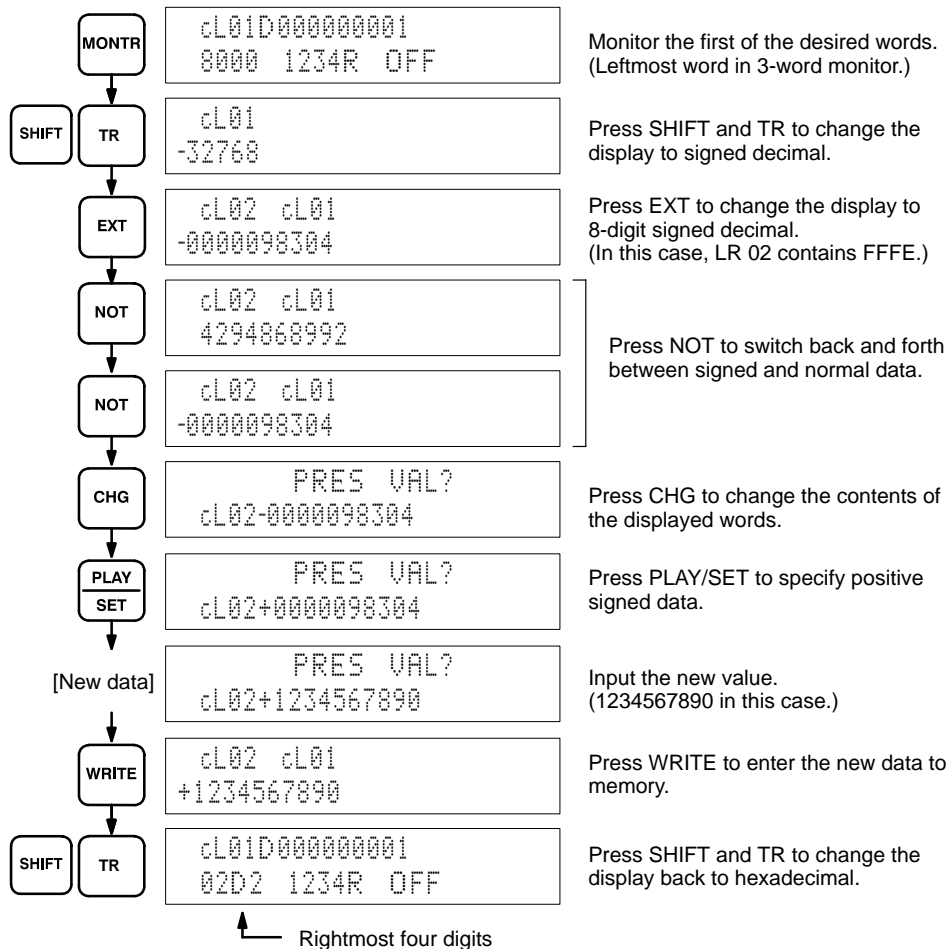 MONTR
cL01D000000001
8000 1234R OFF
Monitor the first of the desired words.
(Leftmost word in 3-word monitor.)
SHIFT
TR
cL01
-32768
Press SHIFT and TR to change the
display to signed decimal.
EXT
cL02 cL01
-0000098304
Press EXT to change the display to
8-digit signed decimal.
(In this case, LR 02 contains FFFE.)
NOT
cL02 cL01
4294868992
Press NOT to switch back and forth
between signed and normal data.
NOT
cL02 cL01
-0000098304
CHG
PRES VAL?
cL02-0000098304
Press CHG to change the contents of
the displayed words.
PLAY
SET
PRES VAL?
cL02+0000098304
Press PLAY/SET to specify positive
signed data.
[New data]
PRES VAL?
cL02+1234567890
Input the new value.
(1234567890 in this case.)
WRITE
cL02 cL01
+1234567890
Press WRITE to enter the new data to
memory.
SHIFT
TR
cL01D000000001
02D2 1234R OFF
Press SHIFT and TR to change the
display back to hexadecimal.
Rightmost four digits